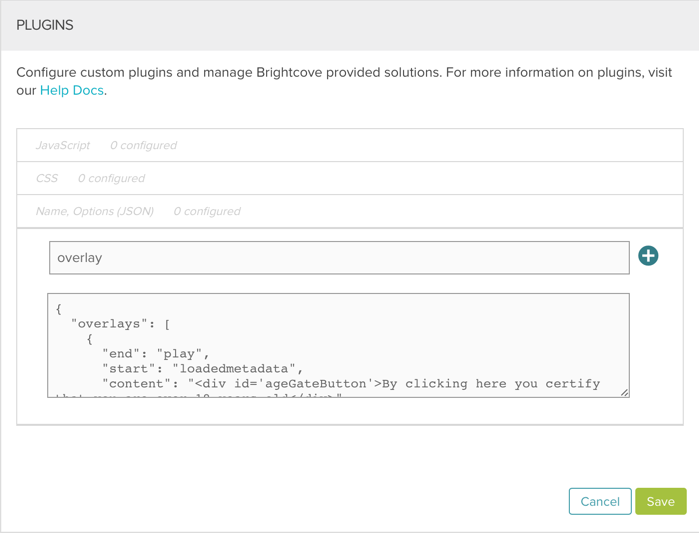 PLUGINS
Configure custom plugins and manage Brightcove provided solutions. For more information on plugins, visit
our Help Docs.
JavaScript 0 configured
CSS 0 configured
Name, Options (JSON) 0 configured
overlay
{
"overlays": [
{
"end": "play",
"start": "loadedmetadata",
"content": "<div id='ageGateButton'>By clicking here you certify
Cancel Save